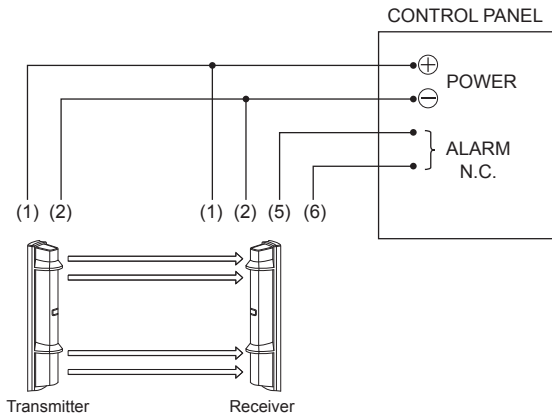 CONTROL PANEL
+
POWER
−
ALARM
N.C.
(1) (2) (1) (2) (5) (6)
Transmitter Receiver